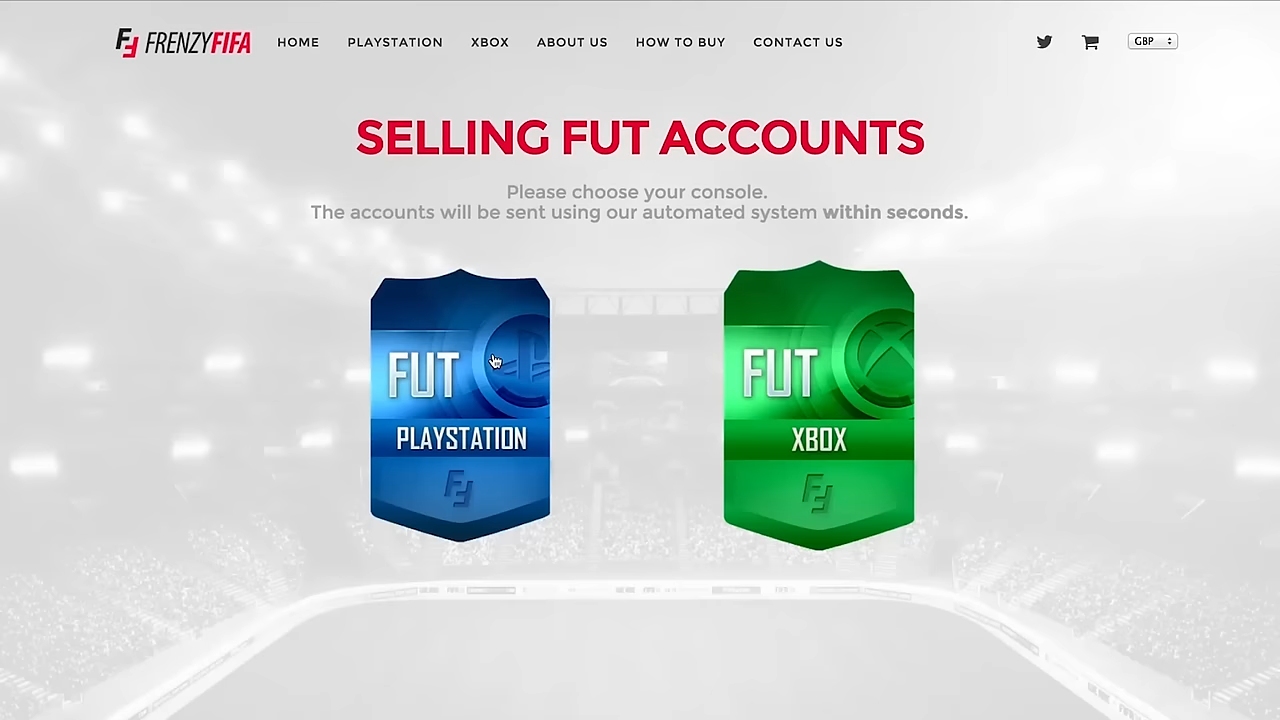 FRENZYFIFA
HOME
PLAYSTATION
XBOX
ABOUT US
HOW TO BUY
CONTACT US
GBP
SELLING FUT ACCOUNTS
Please choose your console.
The accounts will be sent using our automated system within seconds.
FUT
PLAYSTATION
FUT
XBOX